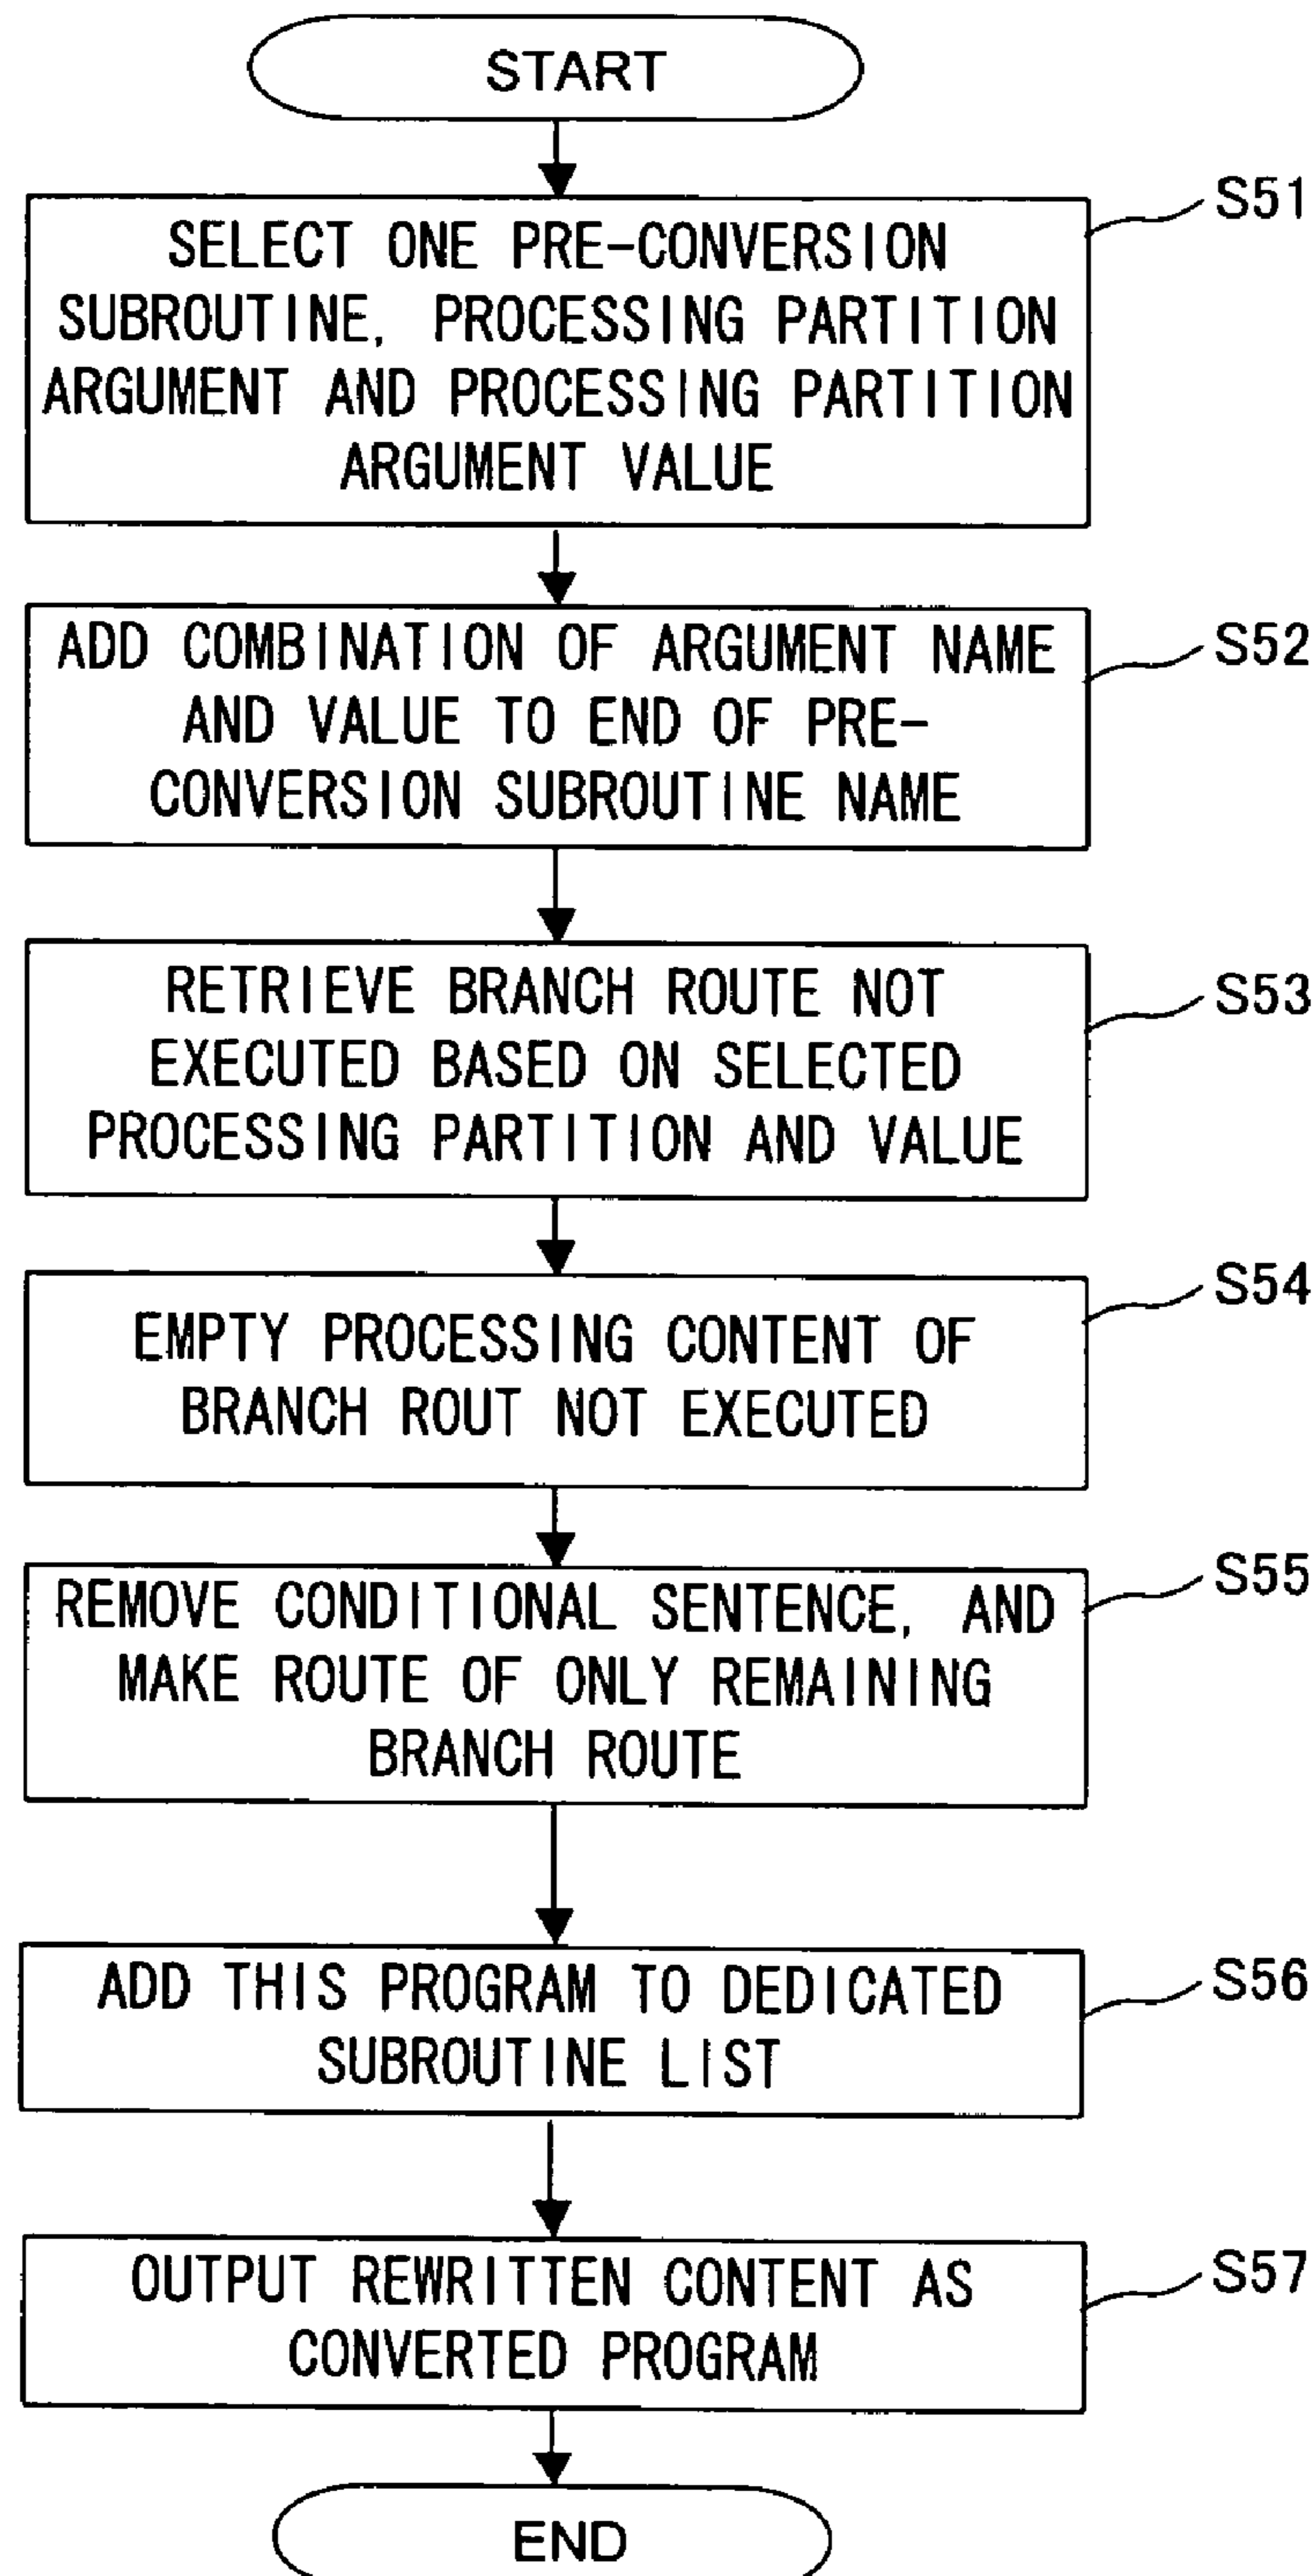 START
S51
SELECT ONE PRE-CONVERSION
SUBROUTINE, PROCESSING PARTITION
ARGUMENT AND PROCESSING PARTITION
ARGUMENT VALUE
S52
ADD COMBINATION OF ARGUMENT NAME
AND VALUE TO END OF PRE-
CONVERSION SUBROUTINE NAME
S53
RETRIEVE BRANCH ROUTE NOT
EXECUTED BASED ON SELECTED
PROCESSING PARTITION AND VALUE
S54
EMPTY PROCESSING CONTENT OF
BRANCH ROUT NOT EXECUTED
S55
REMOVE CONDITIONAL SENTENCE, AND
MAKE ROUTE OF ONLY REMAINING
BRANCH ROUTE
S56
ADD THIS PROGRAM TO DEDICATED
SUBROUTINE LIST
S57
OUTPUT REWRITTEN CONTENT AS
CONVERTED PROGRAM
END